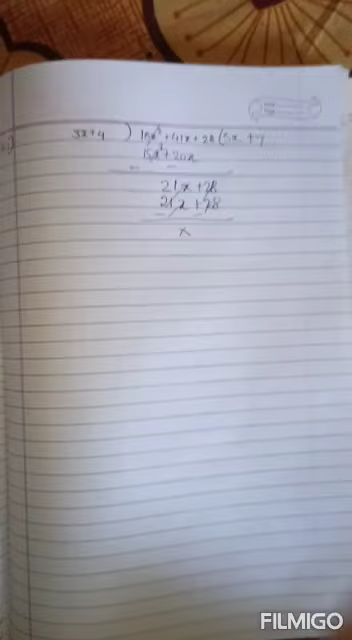 3x+4 ) 15x²+41x+28 ( 5x +7
15x²+20x
- -
21x+28
21x+28
- -
x
FILMIGO